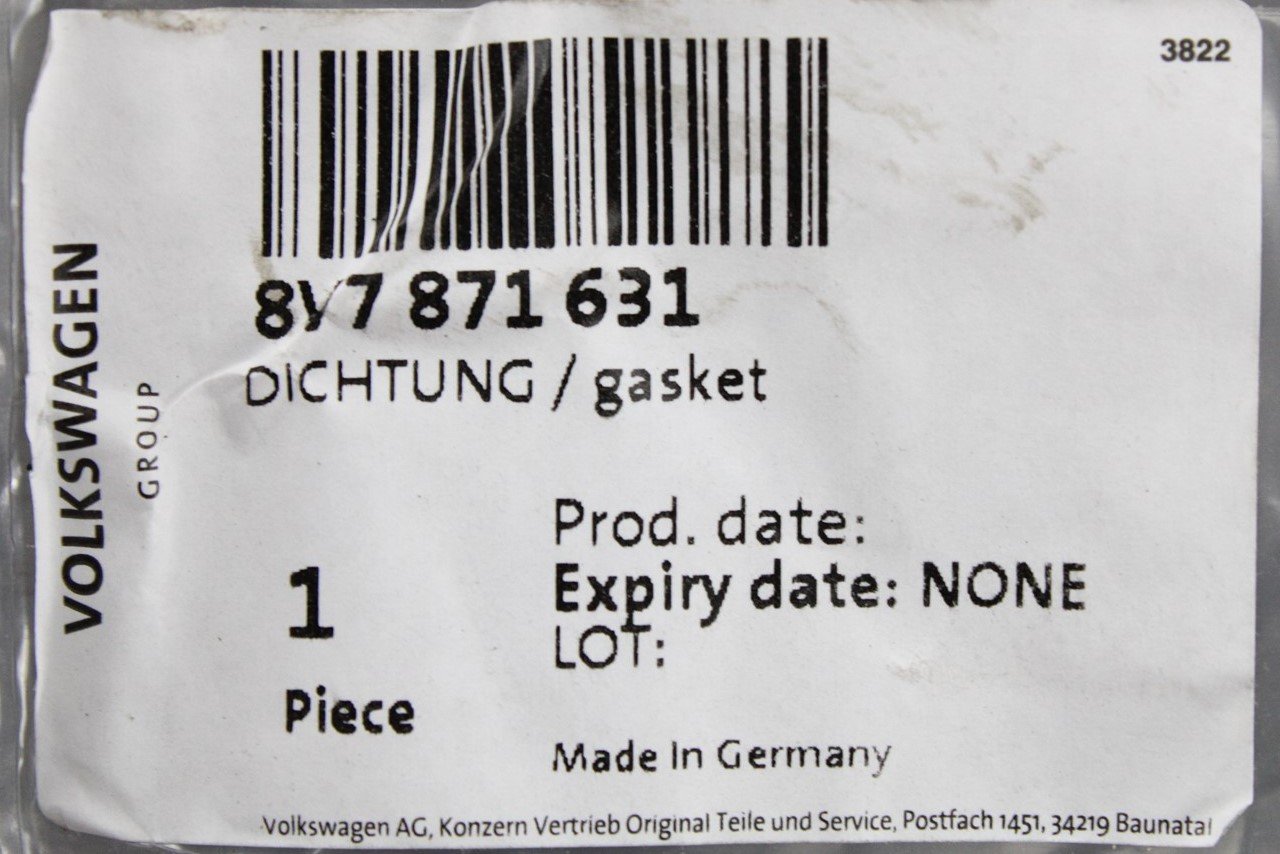 3822
8V7 871 631
DICHTUNG / gasket
VOLKSWAGEN
GROUP
Prod. date:
Expiry date: NONE
LOT:
1
Piece
Made In Germany
Volkswagen AG, Konzern Vertrieb Original Teile und Service, Postfach 1451, 34219 Baunatal